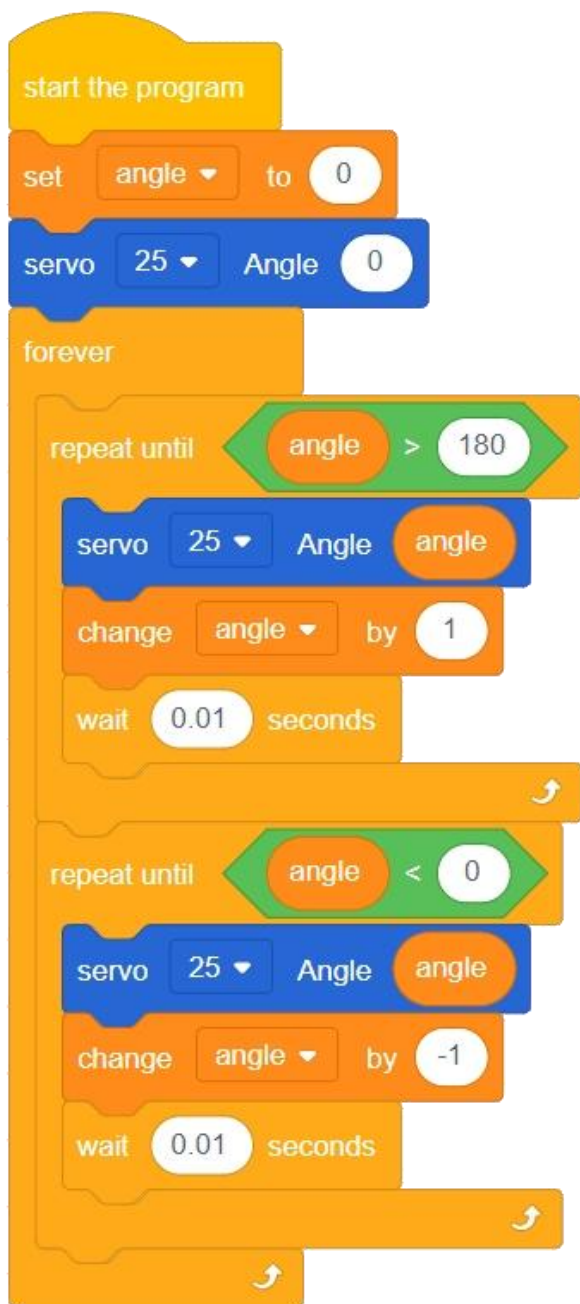 start the program
set angle to 0
servo 25 Angle 0
forever
repeat until angle > 180
servo 25 Angle angle
change angle by 1
wait 0.01 seconds
repeat until angle < 0
servo 25 Angle angle
change angle by -1
wait 0.01 seconds